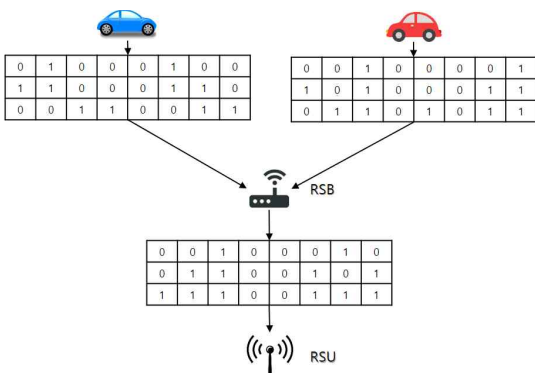 0 1 0 0 0 1 0 0
1 1 0 0 0 1 1 0
0 0 1 1 0 0 1 1
0 0 1 0 0 0 0 1
1 0 1 0 0 0 1 1
0 1 1 0 1 0 1 1
RSB
0 0 1 0 0 0 1 0
0 1 1 0 0 1 0 1
1 1 1 0 0 1 1 1
RSU